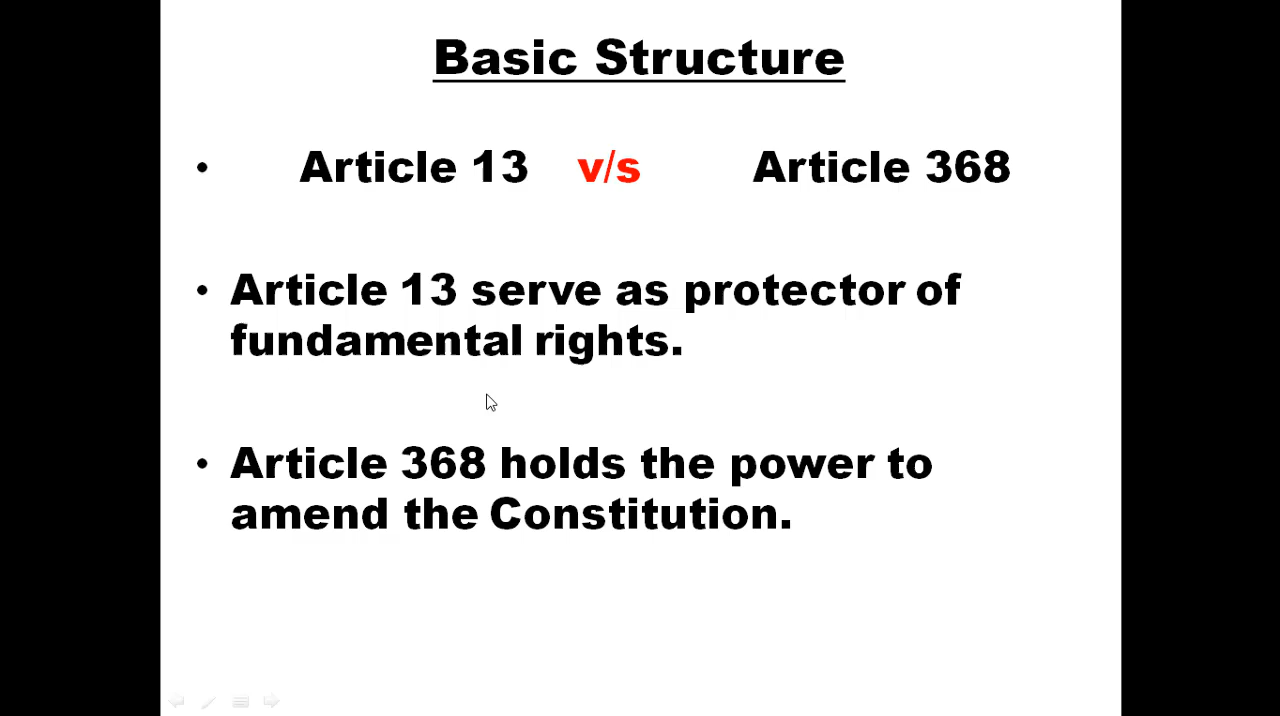 Basic Structure
• Article 13 v/s Article 368
• Article 13 serve as protector of
fundamental rights.
• Article 368 holds the power to
amend the Constitution.